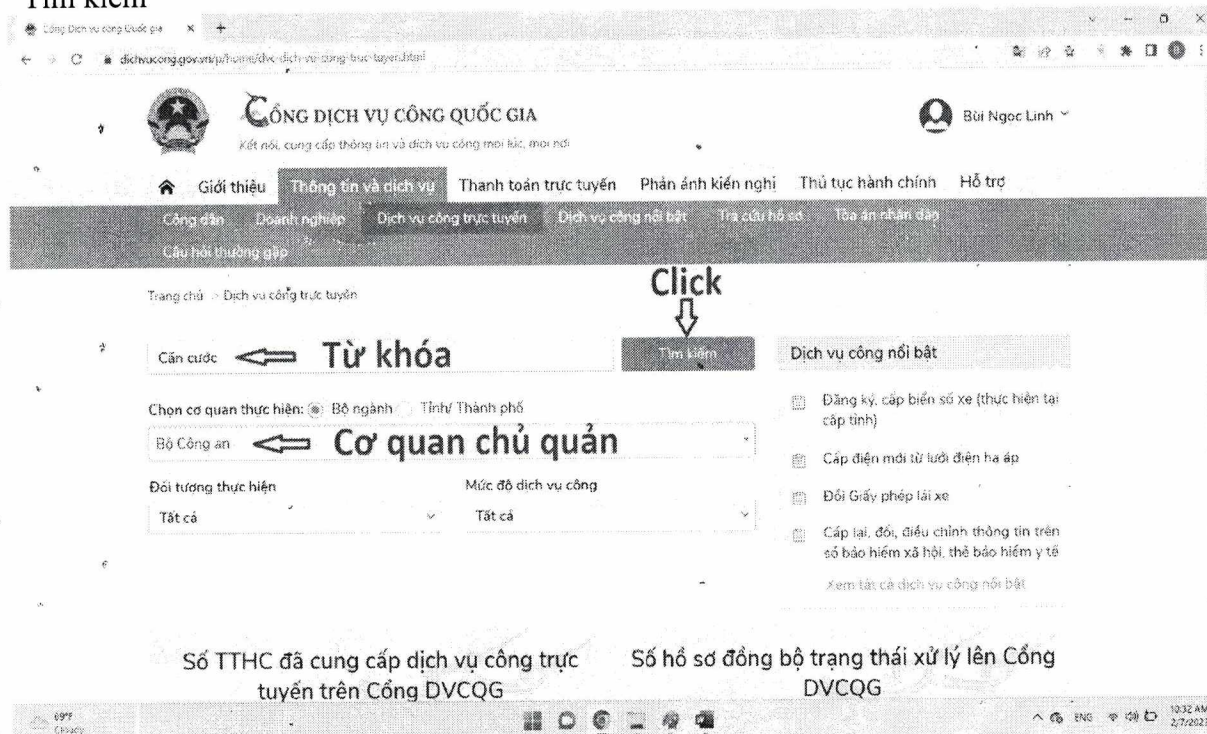 Tìm kiếm
Cổng Dịch vụ công Quốc gia
dichvucong.gov.vn/p/home/dvc-dich-vu-cong-truc-tuyen.html
CỔNG DỊCH VỤ CÔNG QUỐC GIA
Bùi Ngoc Linh
Kết nối, cung cấp thông tin và dịch vụ công mọi lúc, mọi nơi
Giới thiệu Thông tin và dịch vụ Thanh toán trực tuyến Phản ánh kiến nghị Thủ tục hành chính Hỗ trợ
Công dân Doanh nghiệp Dịch vụ công trực tuyến Dịch vụ công nổi bật Tra cứu hồ sơ Tòa án nhân dân
Câu hỏi thường gặp
Click
Trang chủ > Dịch vụ công trực tuyến
Căn cước Từ khóa Tìm kiếm
Dịch vụ công nổi bật
Chọn cơ quan thực hiện: Bộ ngành Tỉnh/ Thành phố
Bộ Công an Cơ quan chủ quản
Đối tượng thực hiện Mức độ dịch vụ công
Tất cả Tất cả
Đăng ký, cấp biển số xe (thực hiện tại
cấp tỉnh)
Cấp điện mới từ lưới điện hạ áp
Đổi Giấy phép lái xe
Cấp lại, đổi, điều chỉnh thông tin trên
sổ bảo hiểm xã hội, thẻ bảo hiểm y tế
Xem tất cả dịch vụ công nổi bật
Số TTHC đã cung cấp dịch vụ công trực
tuyến trên Cổng DVCQG
Số hồ sơ đồng bộ trạng thái xử lý lên Cổng
DVCQG
69°F
Cloudy
ENG
10:32 AM
2/7/2023